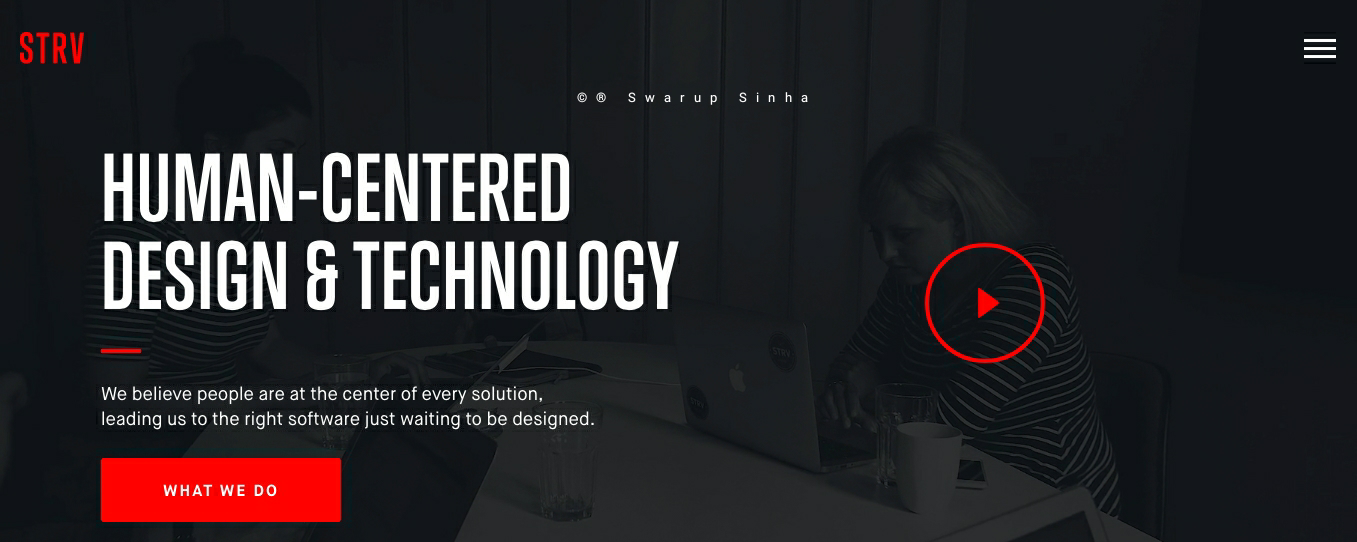 STRV
©® Swarup Sinha
HUMAN-CENTERED
DESIGN & TECHNOLOGY
We believe people are at the center of every solution,
leading us to the right software just waiting to be designed.
STRV
WHAT WE DO